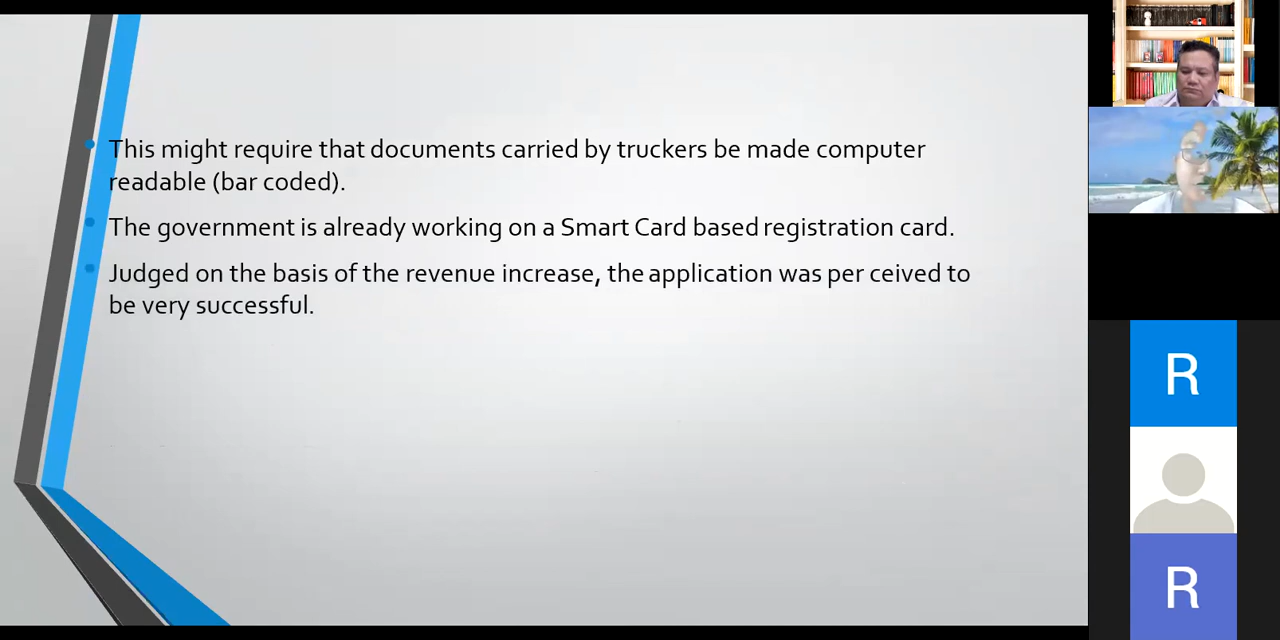 This might require that documents carried by truckers be made computer
readable (bar coded).
The government is already working on a Smart Card based registration card.
Judged on the basis of the revenue increase, the application was per ceived to
be very successful.
R
R